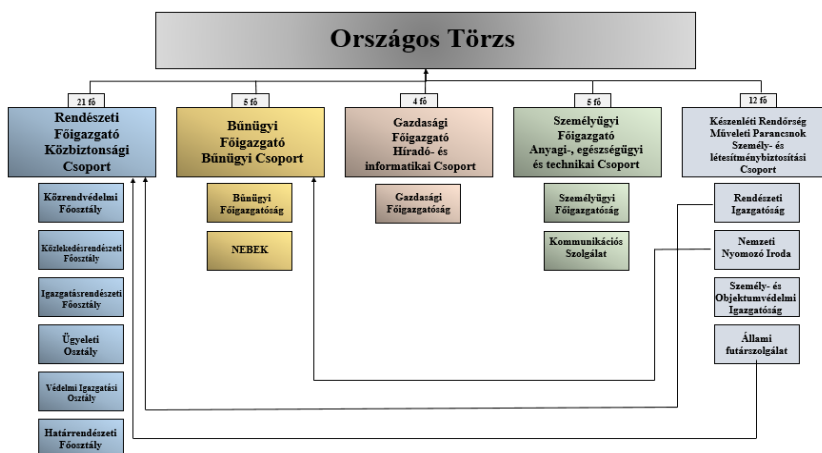 Országos Törzs
21 fő
Rendészeti
Főigazgató
Közbiztonsági
Csoport
Közrendvédelmi
Főosztály
Közlekedésrendészeti
Főosztály
Igazgatásrendészeti
Főosztály
Ügyeleti
Osztály
Védelmi Igazgatási
Osztály
Határrendészeti
Főosztály
5 fő
Bűnügyi
Főigazgató
Bűnügyi Csoport
Bűnügyi
Főigazgatóság
NEBEK
4 fő
Gazdasági
Főigazgató
Híradó- és
informatikai Csoport
Gazdasági
Főigazgatóság
5 fő
Személyügyi
Főigazgató
Anyagi-, egészségügyi
és technikai Csoport
Személyügyi
Főigazgatóság
Kommunikációs
Szolgálat
12 fő
Készenléti Rendőrség
Műveleti Parancsnok
Személy- és
létesítménybiztosítási
Csoport
Rendészeti
Igazgatóság
Nemzeti
Nyomozó Iroda
Személy- és
Objektumvédelmi
Igazgatóság
Állami
futárszolgálat